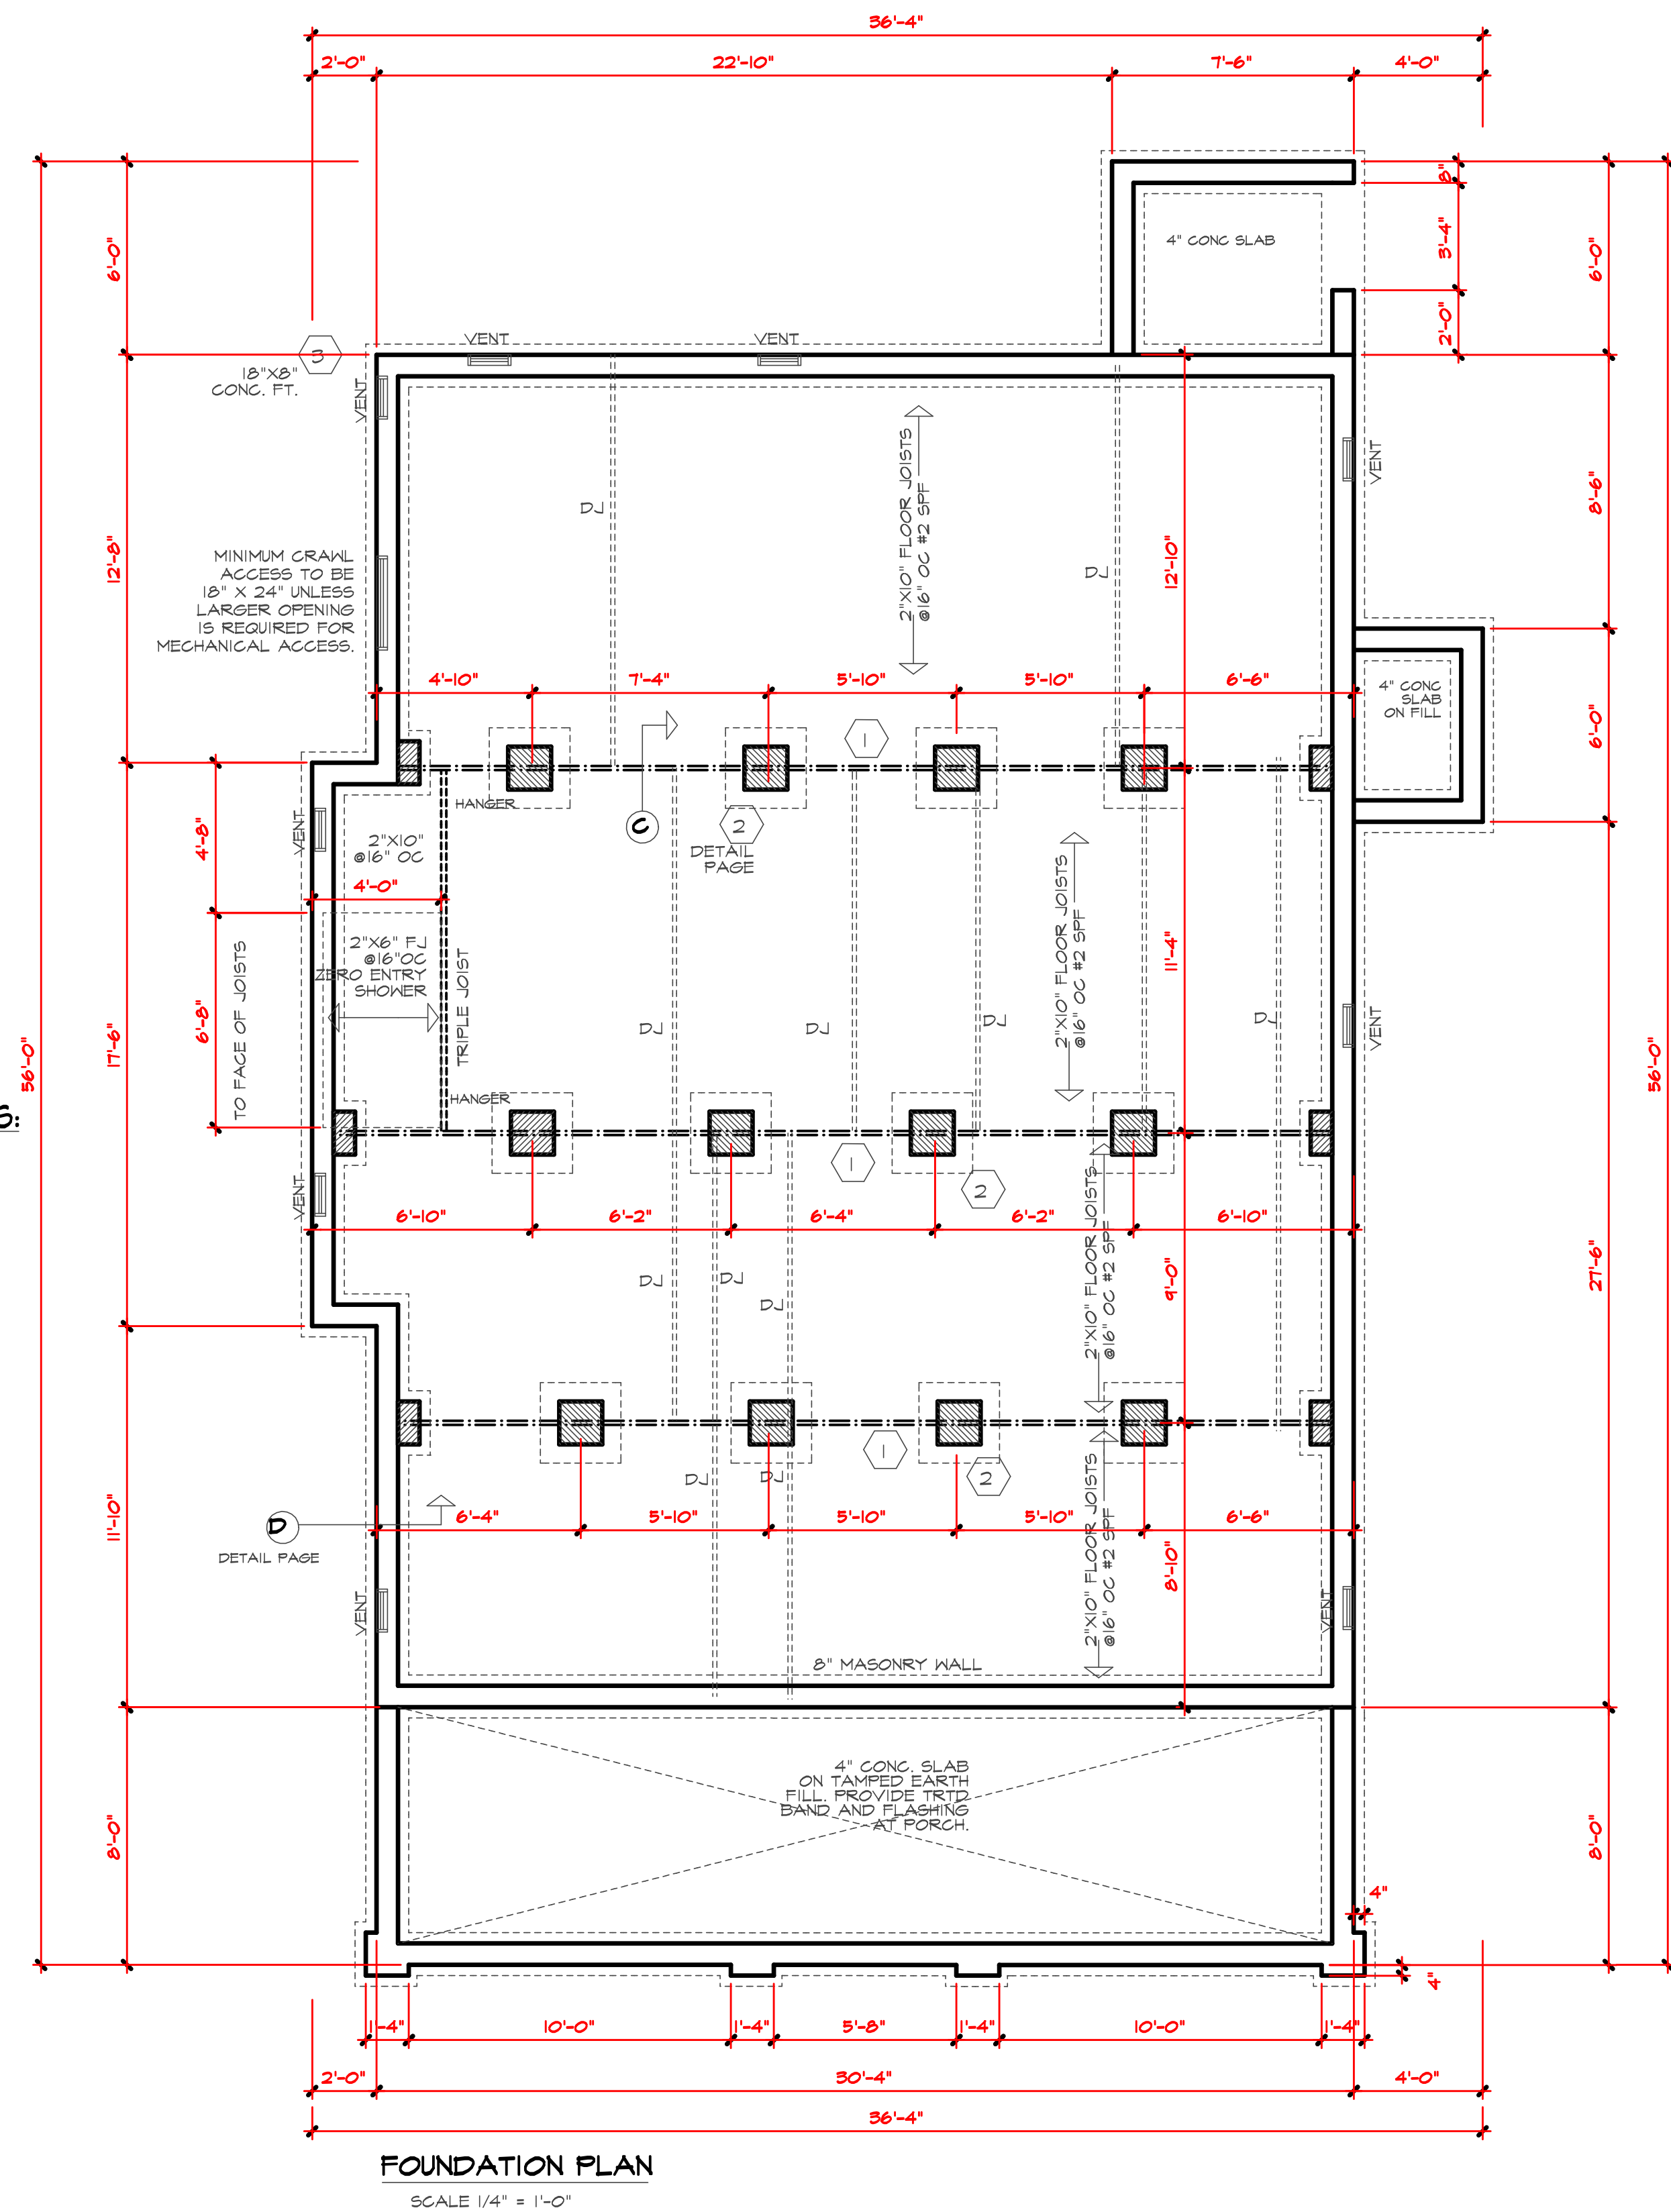 36'-4"
2'-0"
22'-10"
7'-6"
4'-0"
6'-0"
8"
3'-4"
2'-0"
6'-0"
4" CONC SLAB
VENT
VENT
3
18"X8"
CONC. FT.
VENT
VENT
2"X10" FLOOR JOISTS
@16" OC #2 SPF
DJ
DJ
12'-8"
12'-10"
8'-6"
MINIMUM CRAWL
ACCESS TO BE
18" X 24" UNLESS
LARGER OPENING
IS REQUIRED FOR
MECHANICAL ACCESS.
4'-10"
7'-4"
5'-10"
5'-10"
6'-6"
4" CONC
SLAB
ON FILL
6'-0"
1
HANGER
C
2
DETAIL
PAGE
VENT
4'-8"
2"X10"
@16" OC
4'-0"
2"X10" FLOOR JOISTS
@16" OC #2 SPF
11'-4"
2"X6" FJ
@16"OC
ZERO ENTRY
SHOWER
TRIPLE JOIST
6'-8"
TO FACE OF JOISTS
DJ
DJ
DJ
DJ
VENT
56'-0"
17'-6"
56'-0"
HANGER
S:
1
2
VENT
6'-10"
6'-2"
6'-4"
6'-2"
6'-10"
2"X10" FLOOR JOISTS
@16" OC #2 SPF
9'-0"
27'-6"
DJ
DJ
DJ
1
2
DJ
DJ
D
DETAIL PAGE
11'-10"
6'-4"
5'-10"
5'-10"
5'-10"
6'-6"
2"X10" FLOOR JOISTS
@16" OC #2 SPF
8'-10"
VENT
VENT
8" MASONRY WALL
4" CONC. SLAB
ON TAMPED EARTH
FILL. PROVIDE TRTD
BAND AND FLASHING
AT PORCH.
8'-0"
8'-0"
4"
4"
1'-4"
10'-0"
1'-4"
5'-8"
1'-4"
10'-0"
1'-4"
2'-0"
30'-4"
4'-0"
36'-4"
FOUNDATION PLAN
SCALE 1/4" = 1'-0"